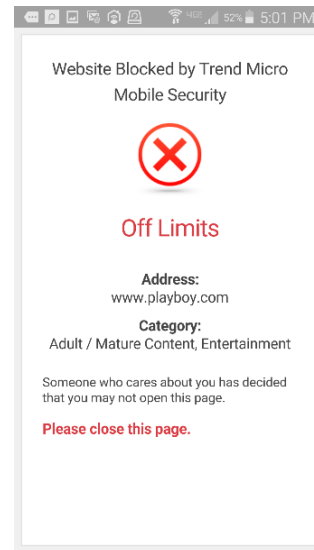 52% 5:01 PM
Website Blocked by Trend Micro
Mobile Security
Off Limits
Address:
www.playboy.com
Category:
Adult / Mature Content, Entertainment
Someone who cares about you has decided
that you may not open this page.
Please close this page.